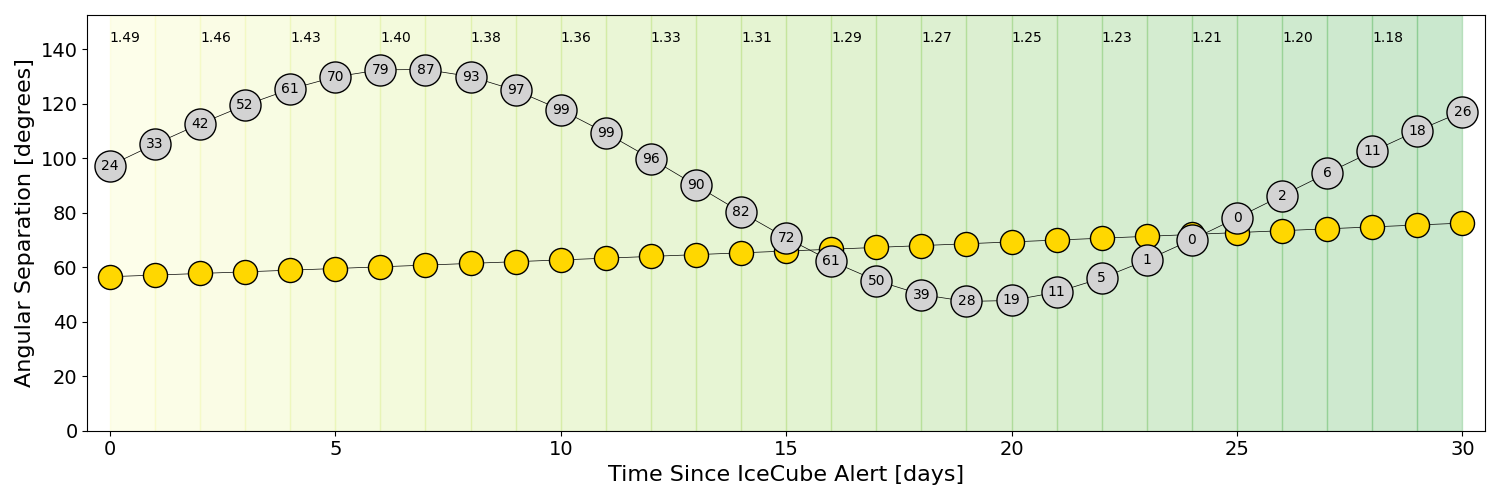 1.49 1.46 1.43 1.40 1.38 1.36 1.33 1.31 1.29 1.27 1.25 1.23 1.21 1.20 1.18
140
120
100
80
60
40
20
0
Angular Separation [degrees]
24 33 42 52 61 70 79 87 93 97 99 99 96 90 82 72 61 50 39 28 19 11 5 1 0 0 2 6 11 18 26
0 5 10 15 20 25 30
Time Since IceCube Alert [days]